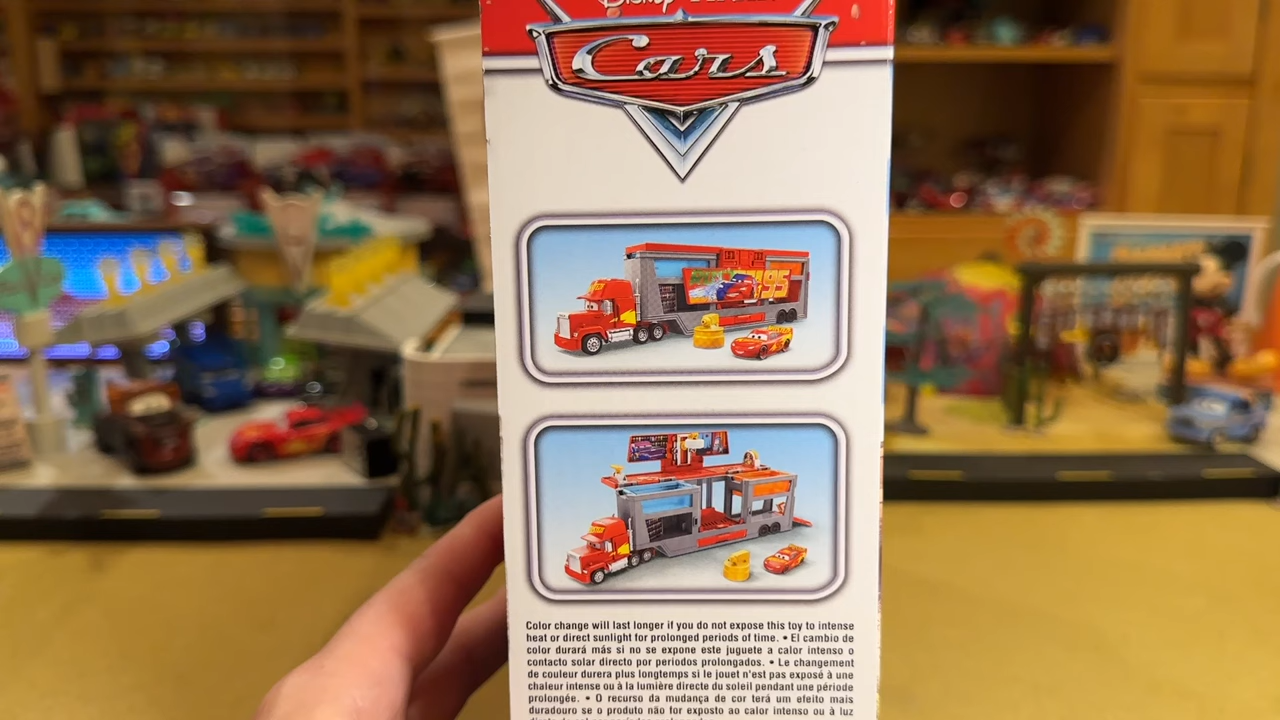 Disney
Cars
95
Color change will last longer if you do not expose this toy to intense
heat or direct sunlight for prolonged periods of time. • El cambio de
color durará más si no se expone este juguete a calor intenso o
contacto solar directo por periodos prolongados. • Le changement
de couleur durera plus longtemps si le jouet n'est pas exposé à une
chaleur intense ou à la lumière directe du soleil pendant une période
prolongée. • O recurso da mudança de cor terá um efeito mais
duradouro se o produto não for exposto ao calor intenso ou à luz